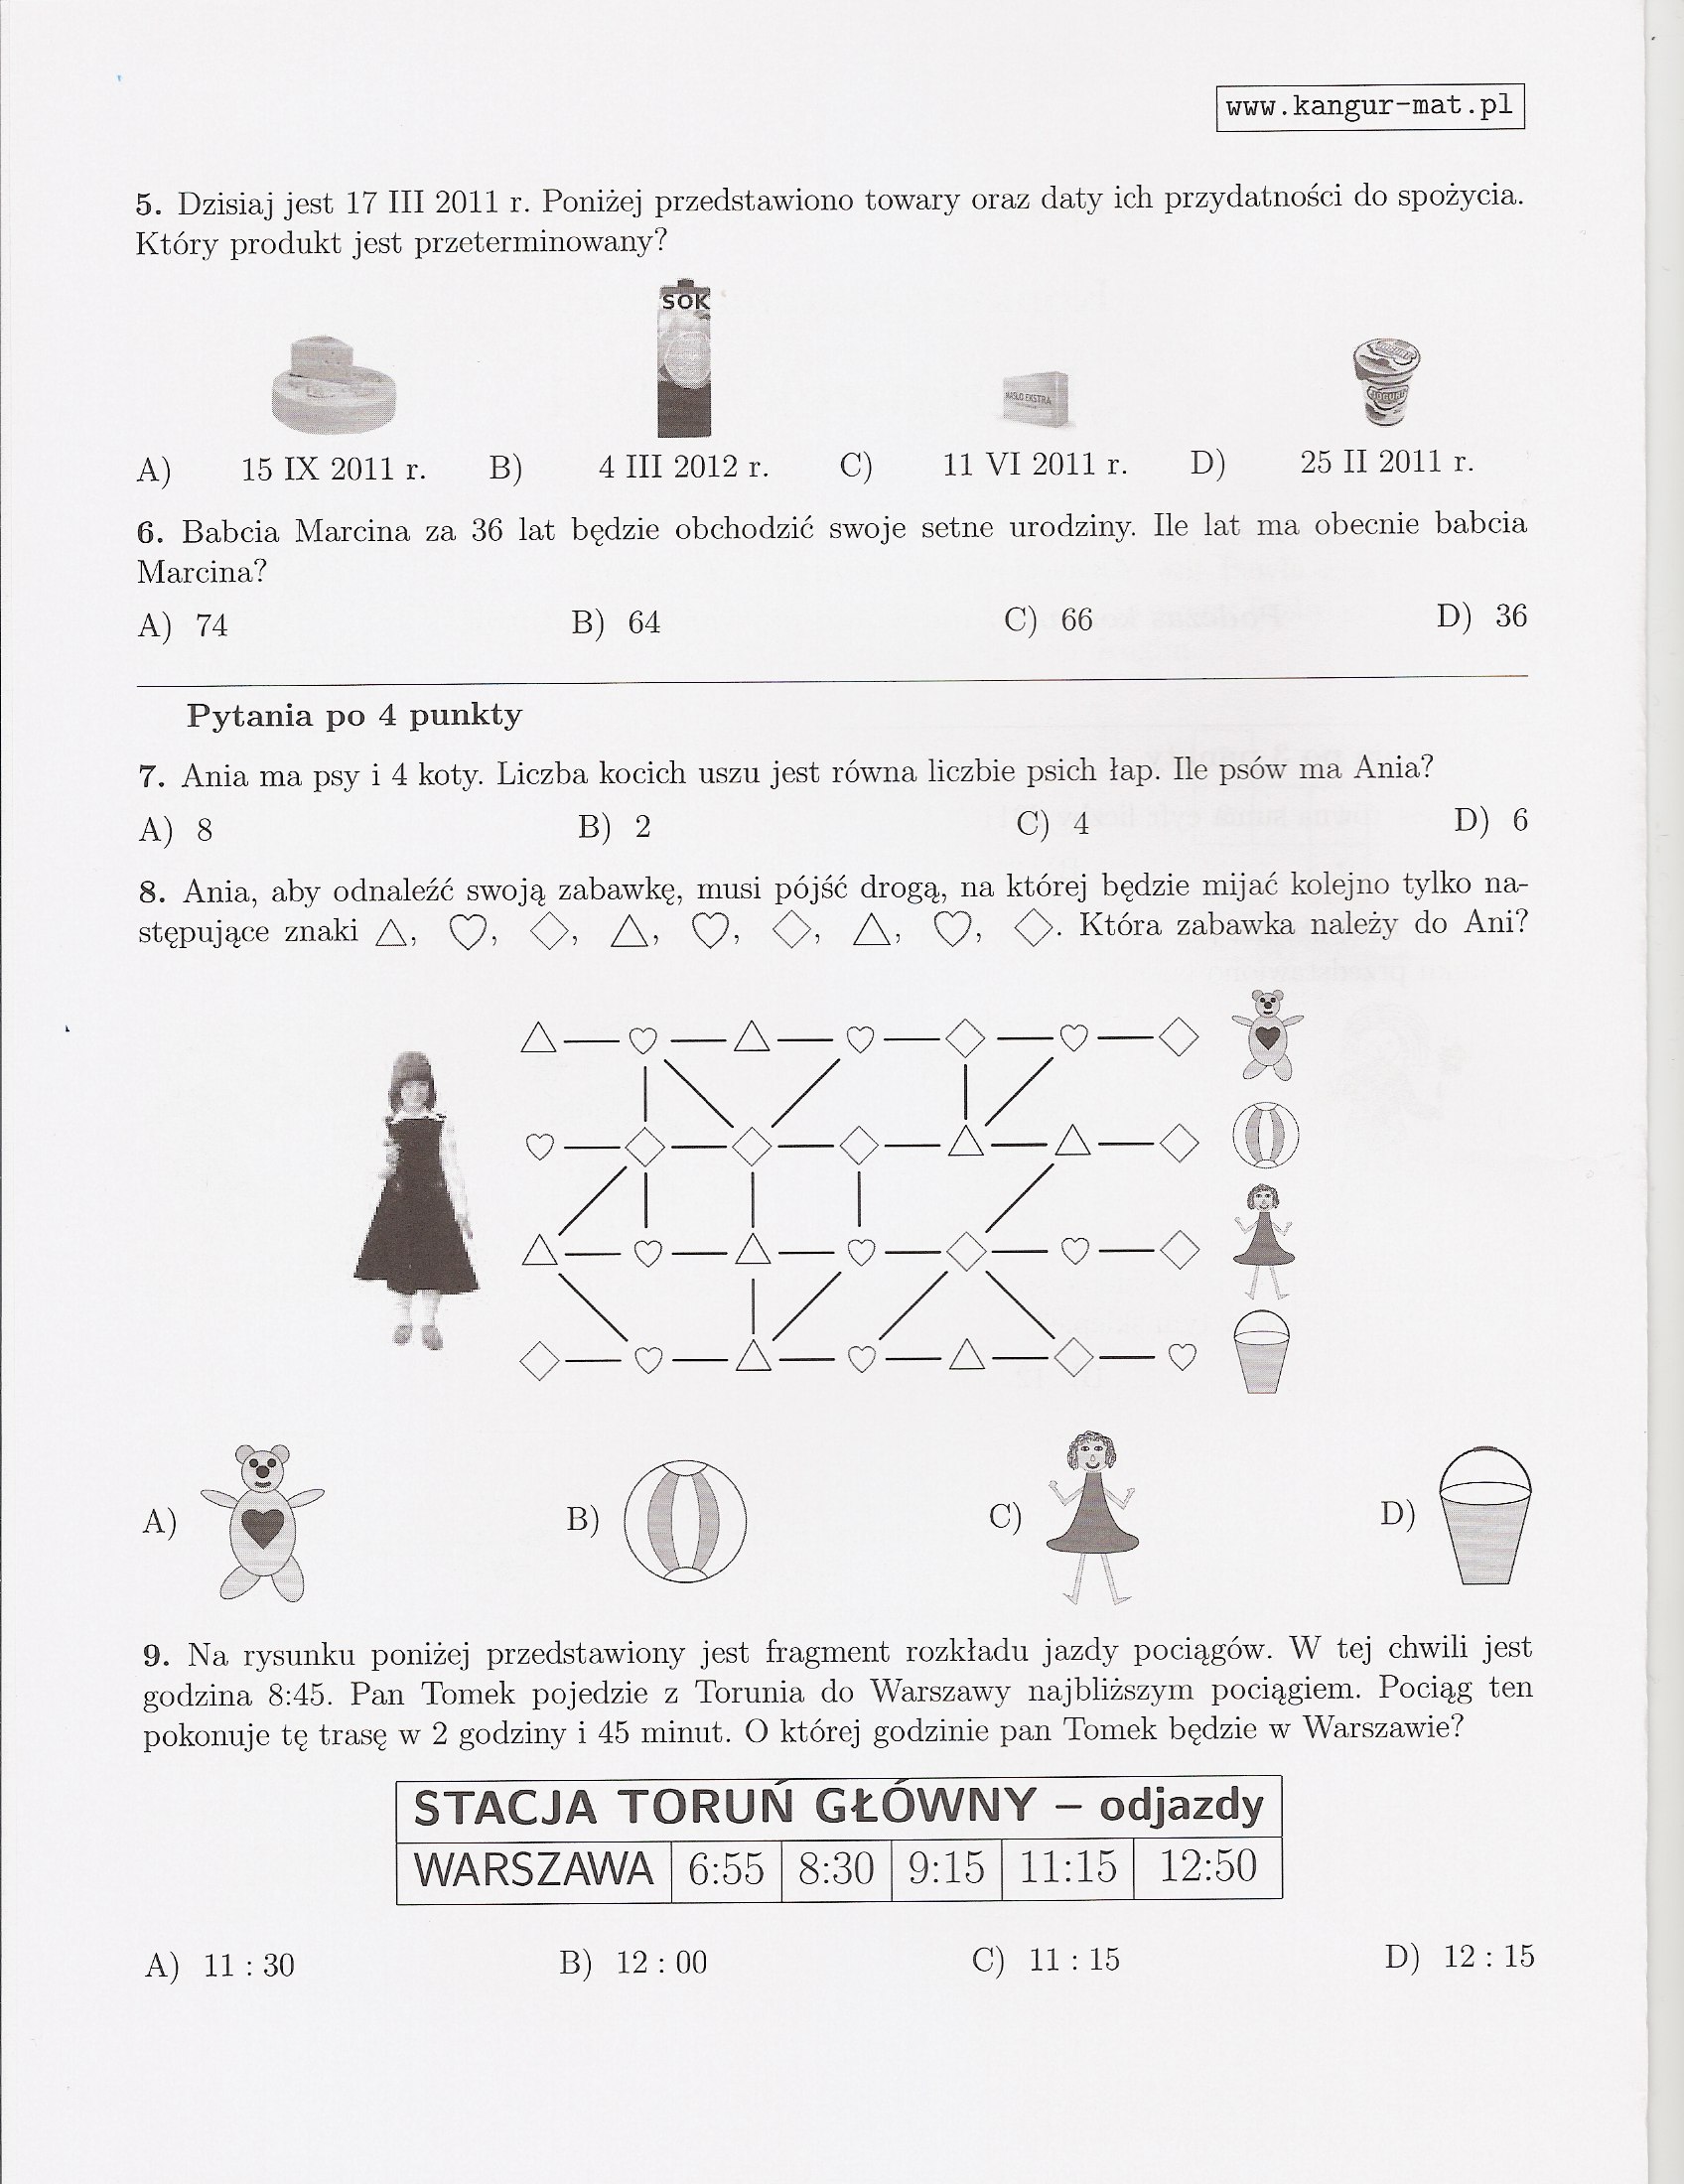 www.kangur-mat.pl
5. Dzisiaj jest 17 III 2011 r. Poniżej przedstawiono towary oraz daty ich przydatności do spożycia.
Który produkt jest przeterminowany?
SOK
MASŁO EKSTRA
JOGURT
A) 15 IX 2011 r. B) 4 III 2012 r. C) 11 VI 2011 r. D) 25 II 2011 r.
6. Babcia Marcina za 36 lat będzie obchodzić swoje setne urodziny. Ile lat ma obecnie babcia
Marcina?
A) 74 B) 64 C) 66 D) 36
Pytania po 4 punkty
7. Ania ma psy i 4 koty. Liczba kocich uszu jest równa liczbie psich łap. Ile psów ma Ania?
A) 8 B) 2 C) 4 D) 6
8. Ania, aby odnaleźć swoją zabawkę, musi pójść drogą, na której będzie mijać kolejno tylko na-
stępujące znaki △, ♡, ◇, △, ♡, ◇, △, ♡, ◇. Która zabawka należy do Ani?
A) B) C) D)
9. Na rysunku poniżej przedstawiony jest fragment rozkładu jazdy pociągów. W tej chwili jest
godzina 8:45. Pan Tomek pojedzie z Torunia do Warszawy najbliższym pociągiem. Pociąg ten
pokonuje tę trasę w 2 godziny i 45 minut. O której godzinie pan Tomek będzie w Warszawie?
STACJA TORUŃ GŁÓWNY – odjazdy
WARSZAWA 6:55 8:30 9:15 11:15 12:50
A) 11 : 30 B) 12 : 00 C) 11 : 15 D) 12 : 15